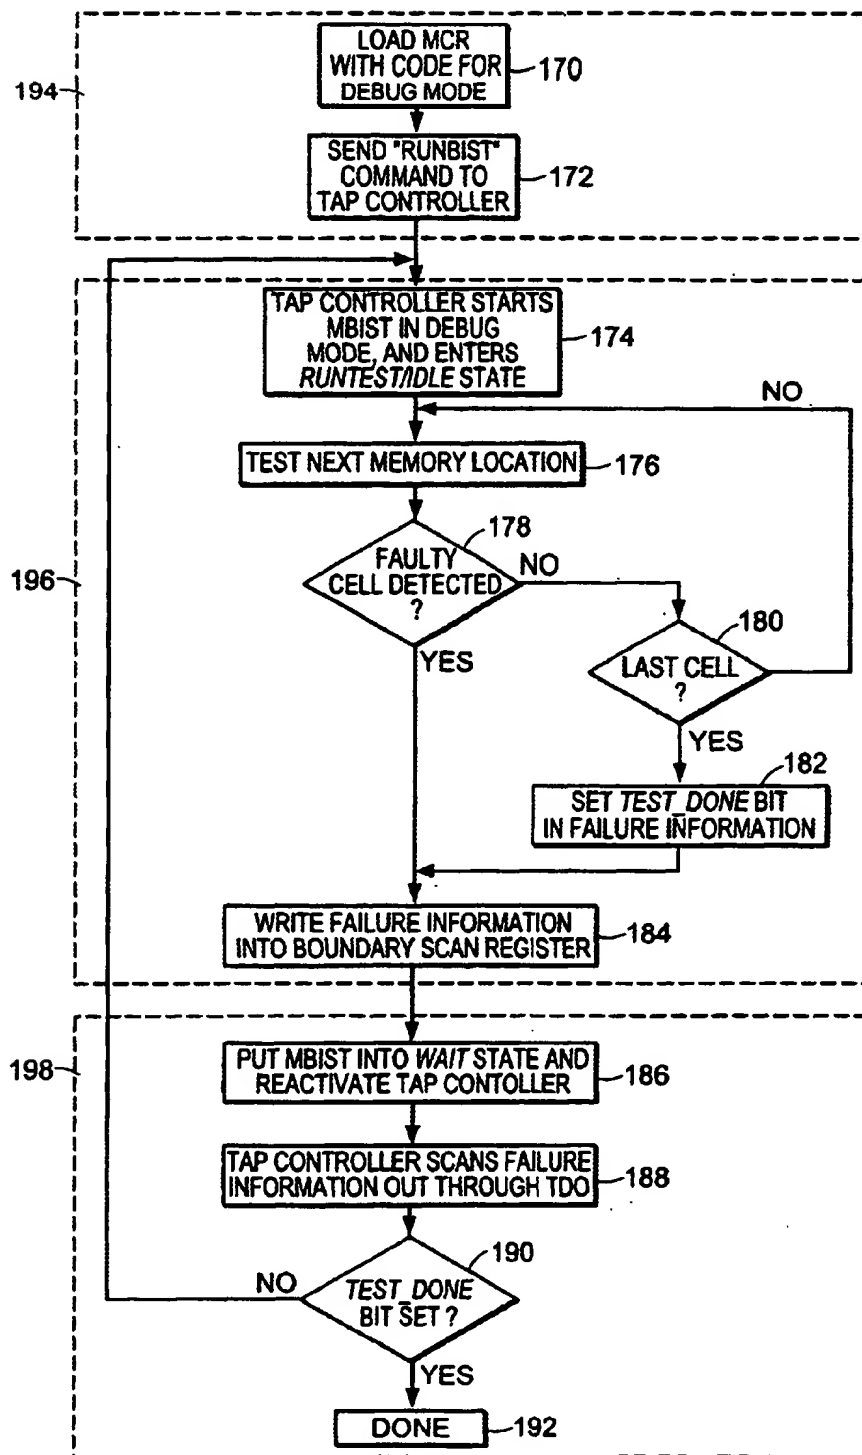 LOAD MCR
WITH CODE FOR
DEBUG MODE
170
194
SEND "RUNBIST"
COMMAND TO
TAP CONTROLLER
172
TAP CONTROLLER STARTS
MBIST IN DEBUG
MODE, AND ENTERS
RUNTEST/IDLE STATE
174
NO
TEST NEXT MEMORY LOCATION
176
178
FAULTY
CELL DETECTED
?
NO
196
180
YES
LAST CELL
?
YES
182
SET TEST_DONE BIT
IN FAILURE INFORMATION
WRITE FAILURE INFORMATION
INTO BOUNDARY SCAN REGISTER
184
198
PUT MBIST INTO WAIT STATE AND
REACTIVATE TAP CONTOLLER
186
TAP CONTROLLER SCANS FAILURE
INFORMATION OUT THROUGH TDO
188
190
NO
TEST_DONE
BIT SET ?
YES
DONE
192